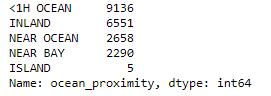 <1H OCEAN     9136
INLAND        6551
NEAR OCEAN    2658
NEAR BAY      2290
ISLAND           5
Name: ocean_proximity, dtype: int64